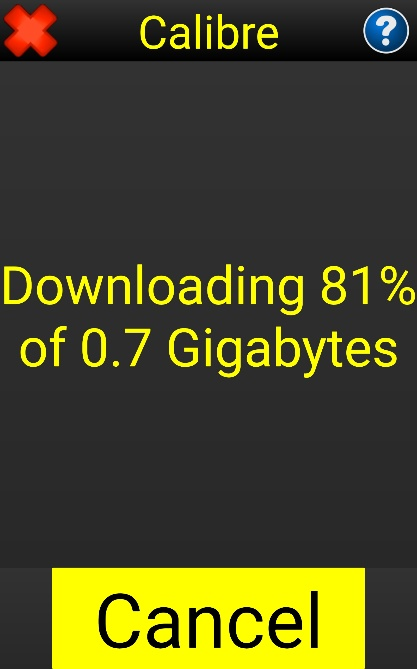 Calibre
?
Downloading 81%
of 0.7 Gigabytes
Cancel